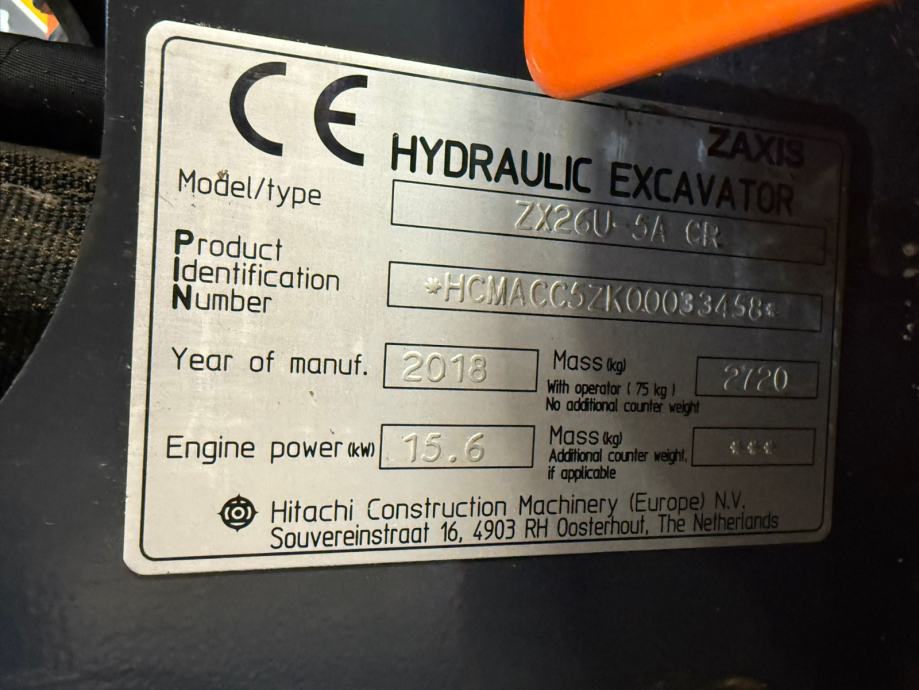 CE
ZAXIS
HYDRAULIC EXCAVATOR
Model/type ZX26U-5A CR
Product
Identification
Number *HCMACC5ZK00033458*
Year of manuf. 2018 Mass (kg) 2720
With operator ( 75 kg )
No additional counter weight
Engine power (kW) 15.6 Mass (kg) ***
Additional counter weight,
if applicable
Hitachi Construction Machinery (Europe) N.V.
Souvereinstraat 16, 4903 RH Oosterhout, The Netherlands